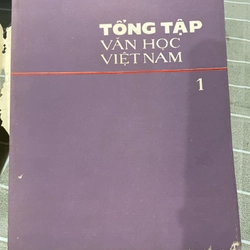 TỔNG TẬP
VĂN HỌC
VIỆT NAM
1